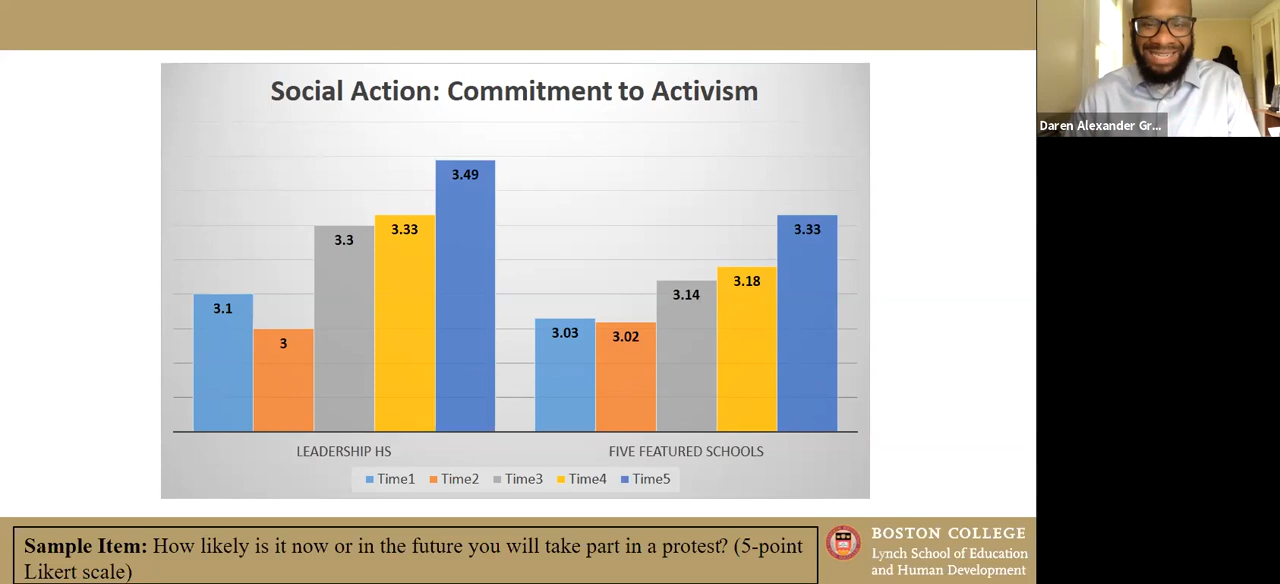 Social Action: Commitment to Activism
3.1
3
3.3
3.33
3.49
3.03
3.02
3.14
3.18
3.33
LEADERSHIP HS
FIVE FEATURED SCHOOLS
Time1 Time2 Time3 Time4 Time5
Sample Item: How likely is it now or in the future you will take part in a protest? (5-point
Likert scale)
BOSTON COLLEGE
Lynch School of Education
and Human Development
Daren Alexander Gr...